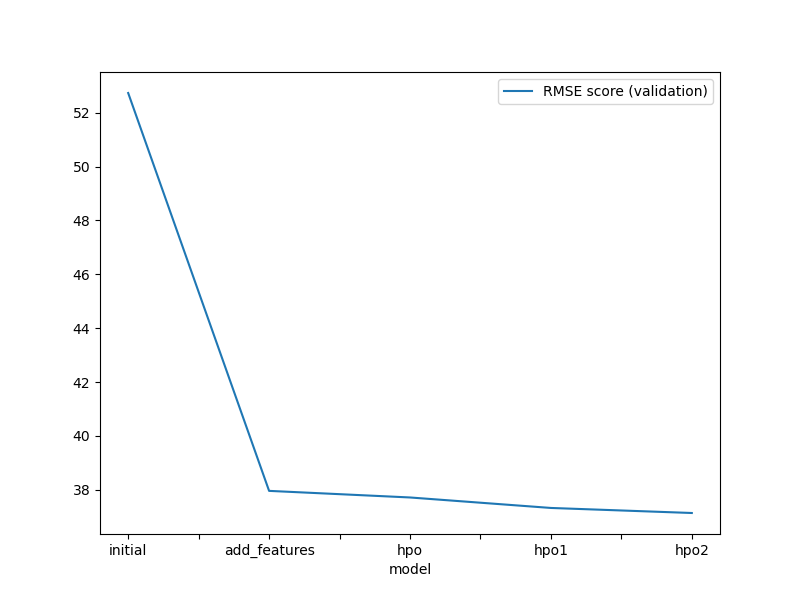 RMSE score (validation)
52
50
48
46
44
42
40
38
initial add_features hpo hpo1 hpo2
model